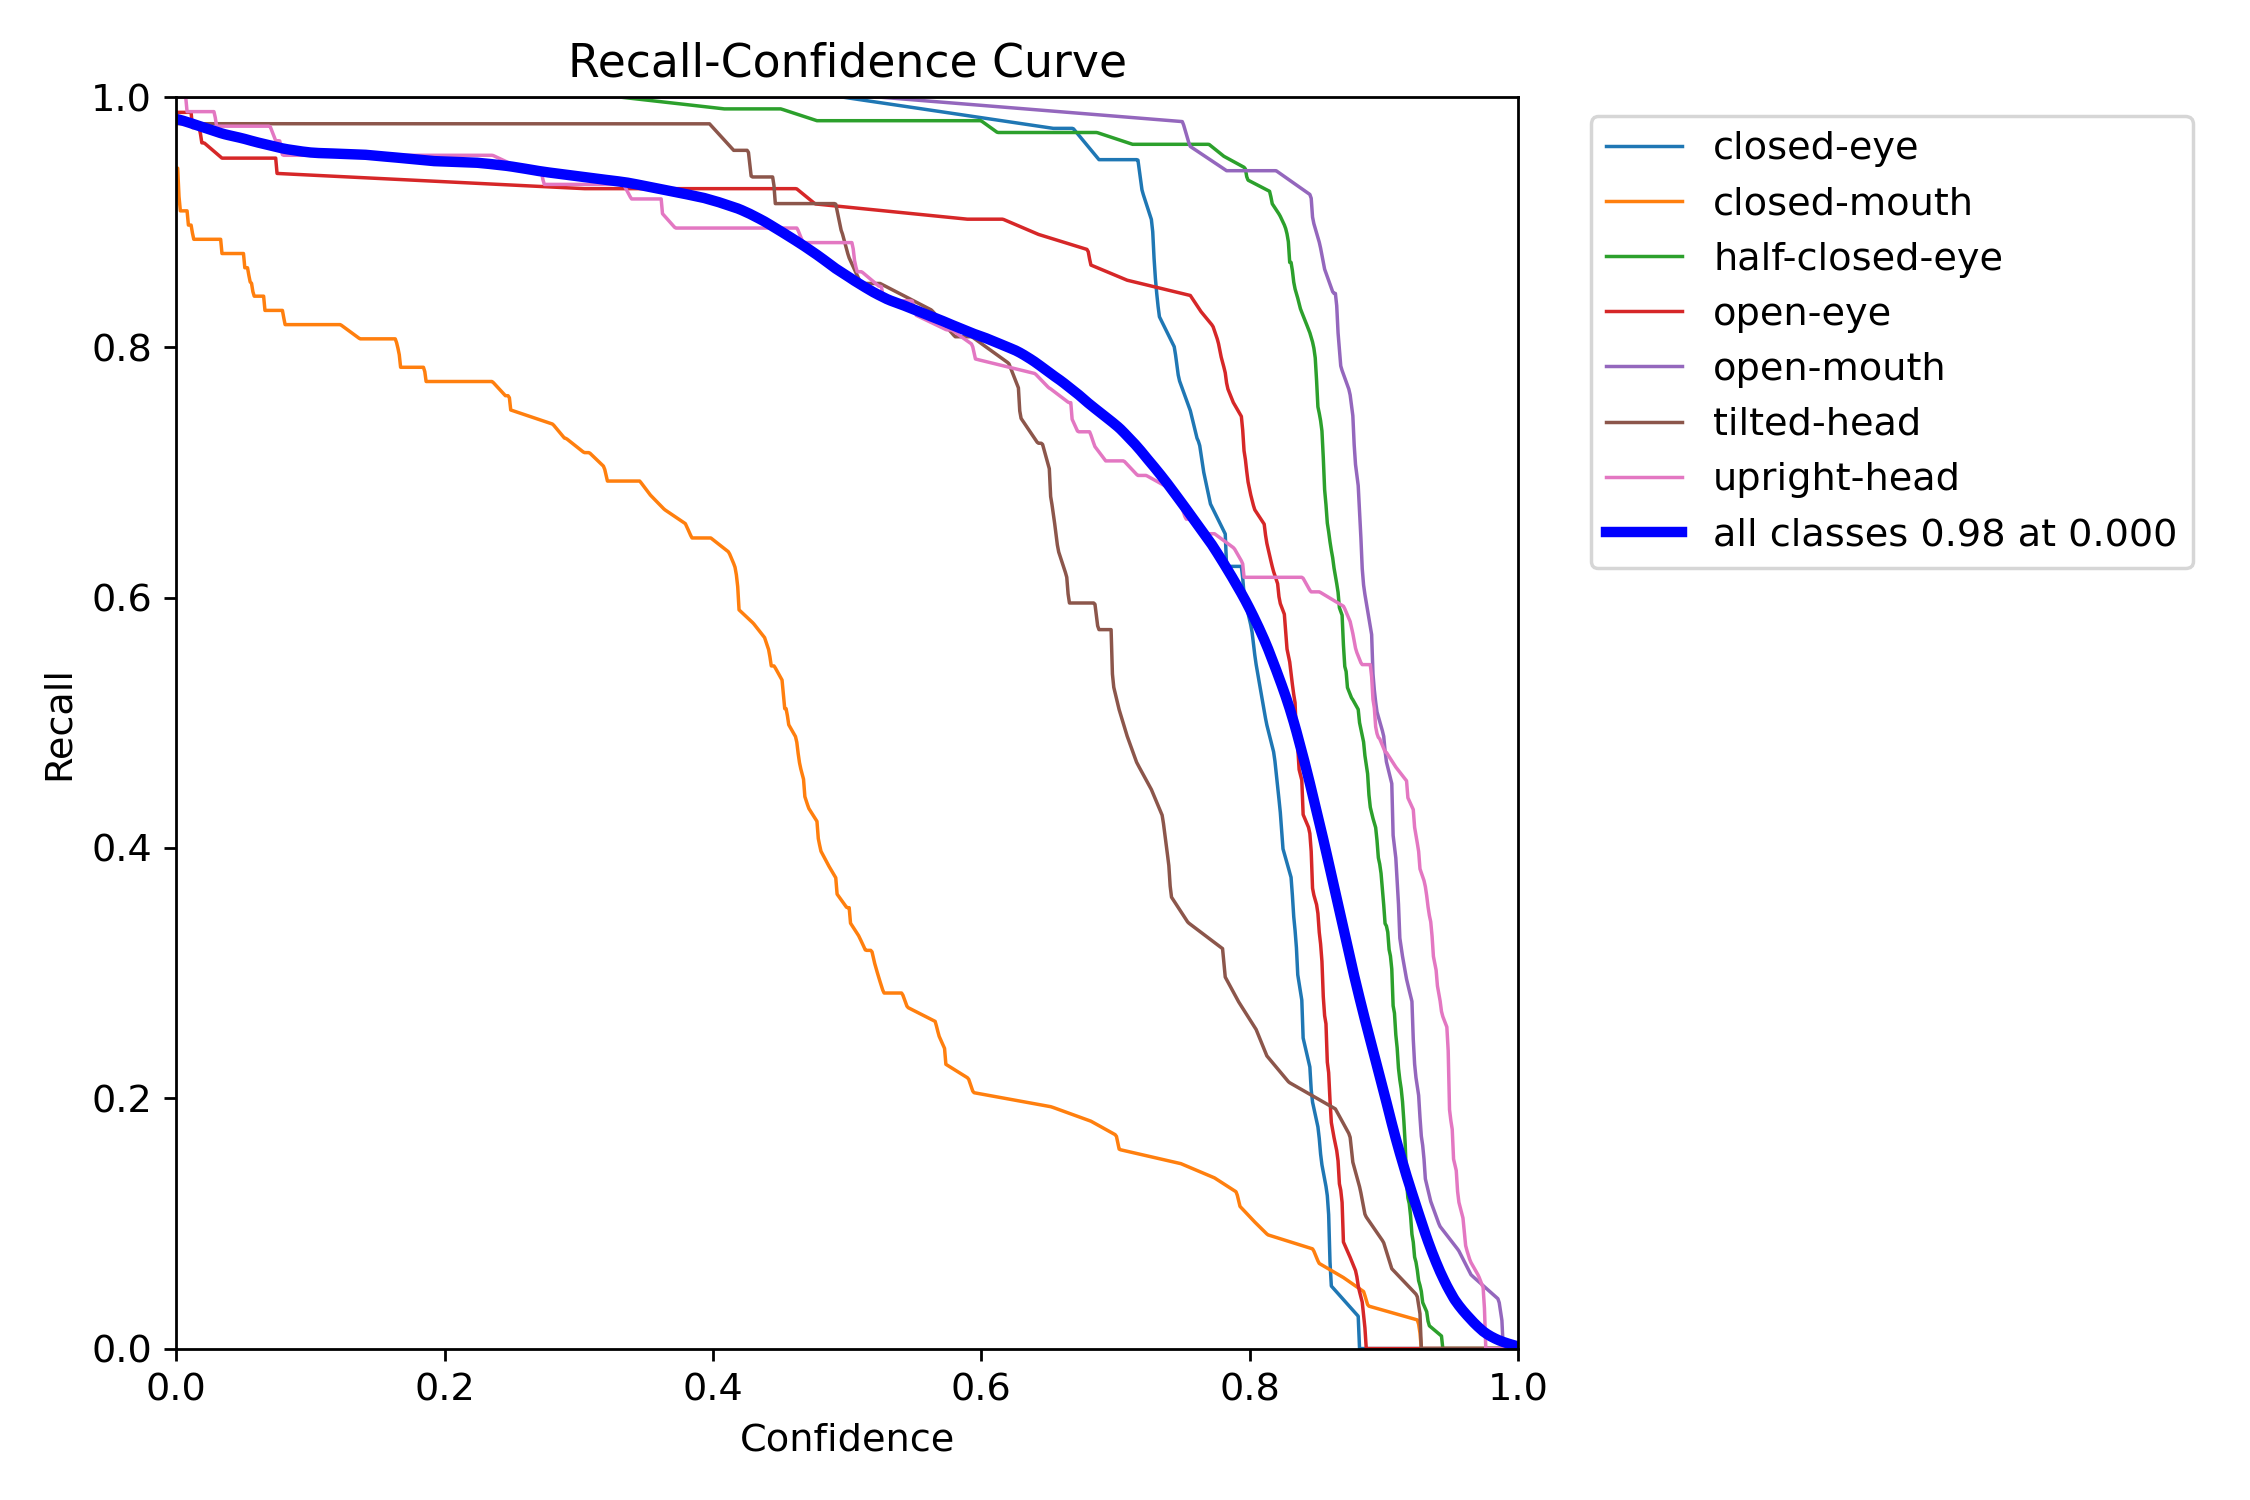 Recall-Confidence Curve
1.0
0.8
0.6
0.4
0.2
0.0
Recall
0.0 0.2 0.4 0.6 0.8 1.0
Confidence
closed-eye
closed-mouth
half-closed-eye
open-eye
open-mouth
tilted-head
upright-head
all classes 0.98 at 0.000